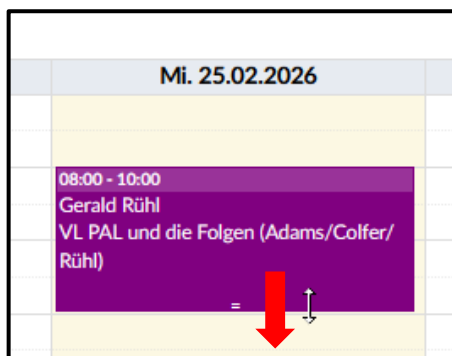 Mi. 25.02.2026
08:00 - 10:00
Gerald Rühl
VL PAL und die Folgen (Adams/Colfer/
Rühl)
=